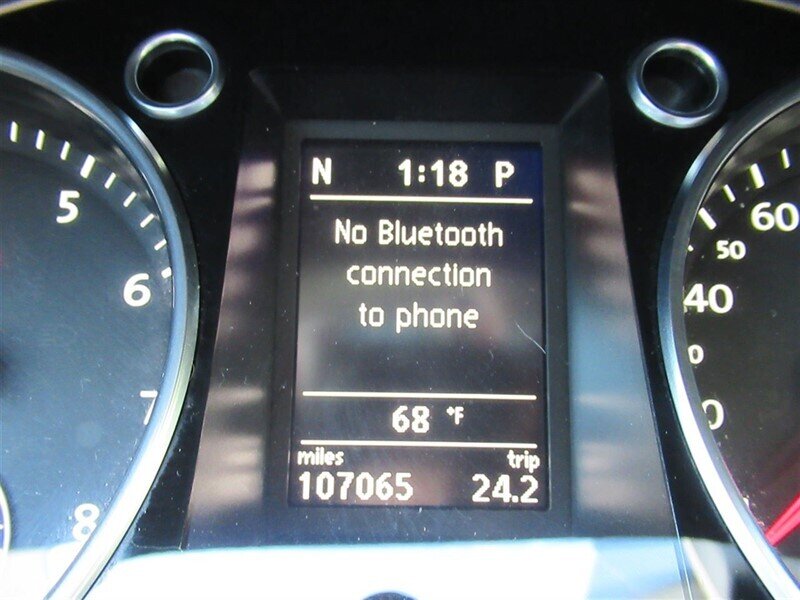 N 1:18 P
No Bluetooth
connection
to phone
68 °F
miles trip
107065 24.2
5
6
7
8
60
50
40